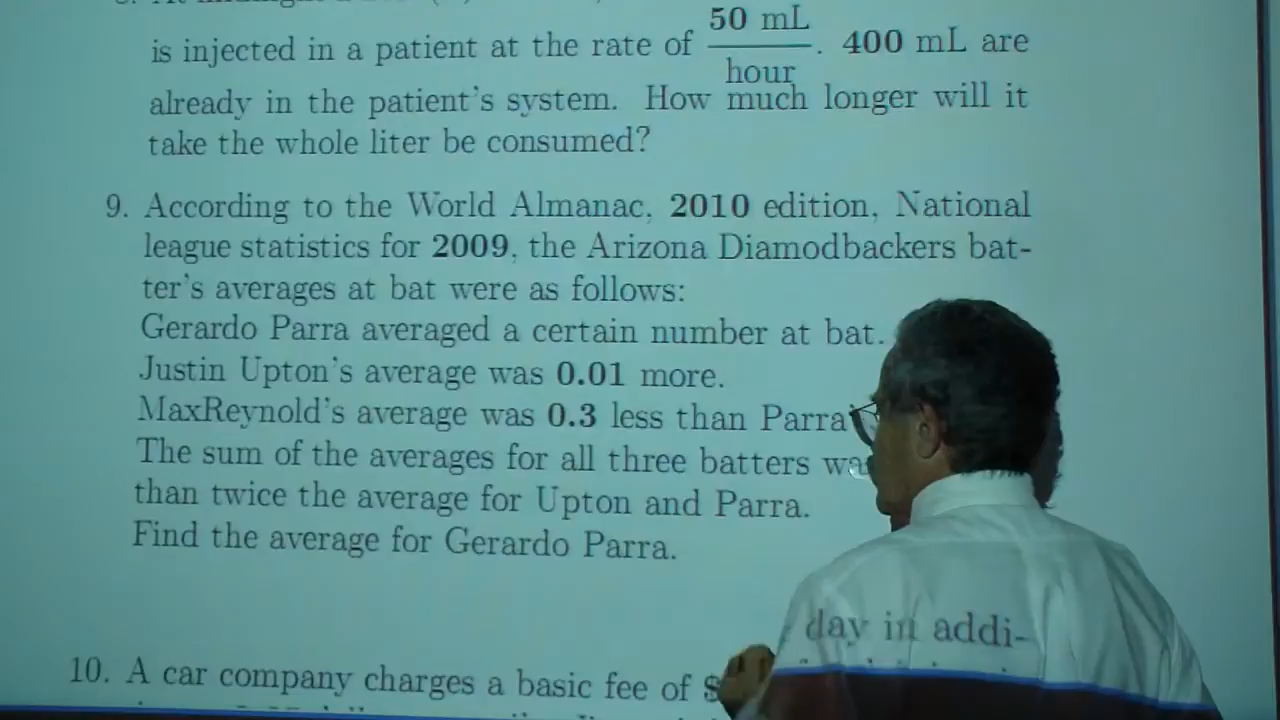 is injected in a patient at the rate of 50 mL / hour . 400 mL are
already in the patient's system. How much longer will it
take the whole liter be consumed?
9. According to the World Almanac, 2010 edition, National
league statistics for 2009, the Arizona Diamodbackers bat-
ter's averages at bat were as follows:
Gerardo Parra averaged a certain number at bat.
Justin Upton's average was 0.01 more.
MaxReynold's average was 0.3 less than Parra
The sum of the averages for all three batters was
than twice the average for Upton and Parra.
Find the average for Gerardo Parra.
day in addi-
10. A car company charges a basic fee of $